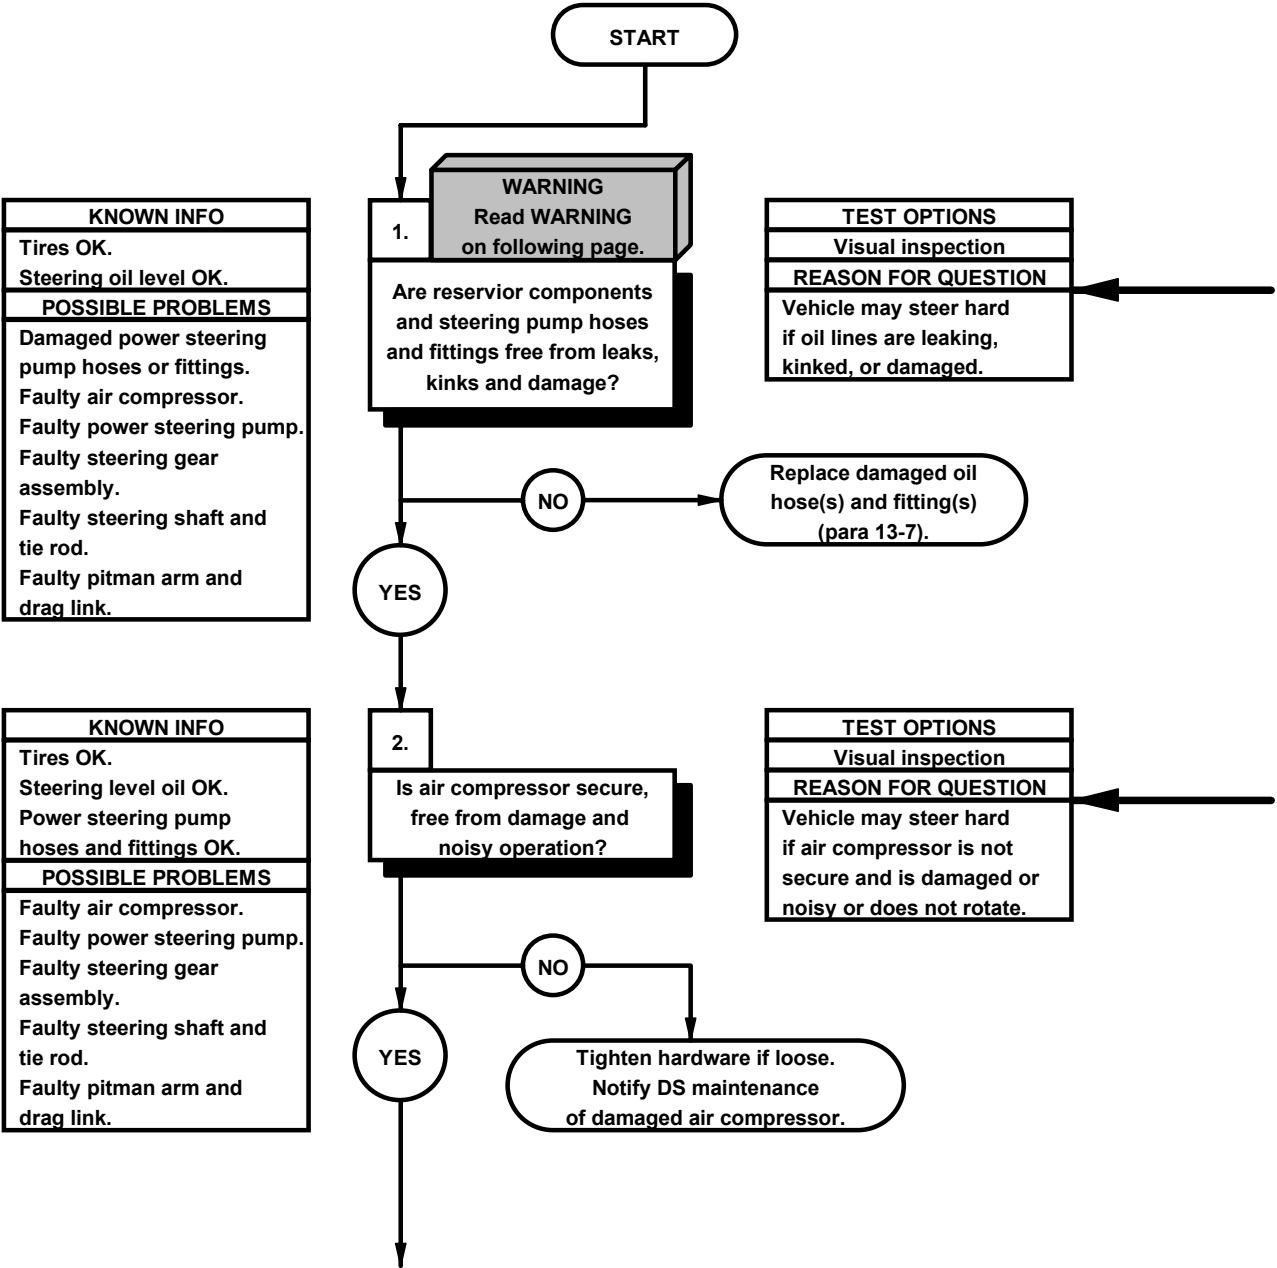 START
WARNING
Read WARNING
on following page.
1.
Are reservior components
and steering pump hoses
and fittings free from leaks,
kinks and damage?
KNOWN INFO
Tires OK.
Steering oil level OK.
POSSIBLE PROBLEMS
Damaged power steering
pump hoses or fittings.
Faulty air compressor.
Faulty power steering pump.
Faulty steering gear
assembly.
Faulty steering shaft and
tie rod.
Faulty pitman arm and
drag link.
TEST OPTIONS
Visual inspection
REASON FOR QUESTION
Vehicle may steer hard
if oil lines are leaking,
kinked, or damaged.
NO
Replace damaged oil
hose(s) and fitting(s)
(para 13-7).
YES
KNOWN INFO
Tires OK.
Steering level oil OK.
Power steering pump
hoses and fittings OK.
POSSIBLE PROBLEMS
Faulty air compressor.
Faulty power steering pump.
Faulty steering gear
assembly.
Faulty steering shaft and
tie rod.
Faulty pitman arm and
drag link.
2.
Is air compressor secure,
free from damage and
noisy operation?
TEST OPTIONS
Visual inspection
REASON FOR QUESTION
Vehicle may steer hard
if air compressor is not
secure and is damaged or
noisy or does not rotate.
NO
YES
Tighten hardware if loose.
Notify DS maintenance
of damaged air compressor.